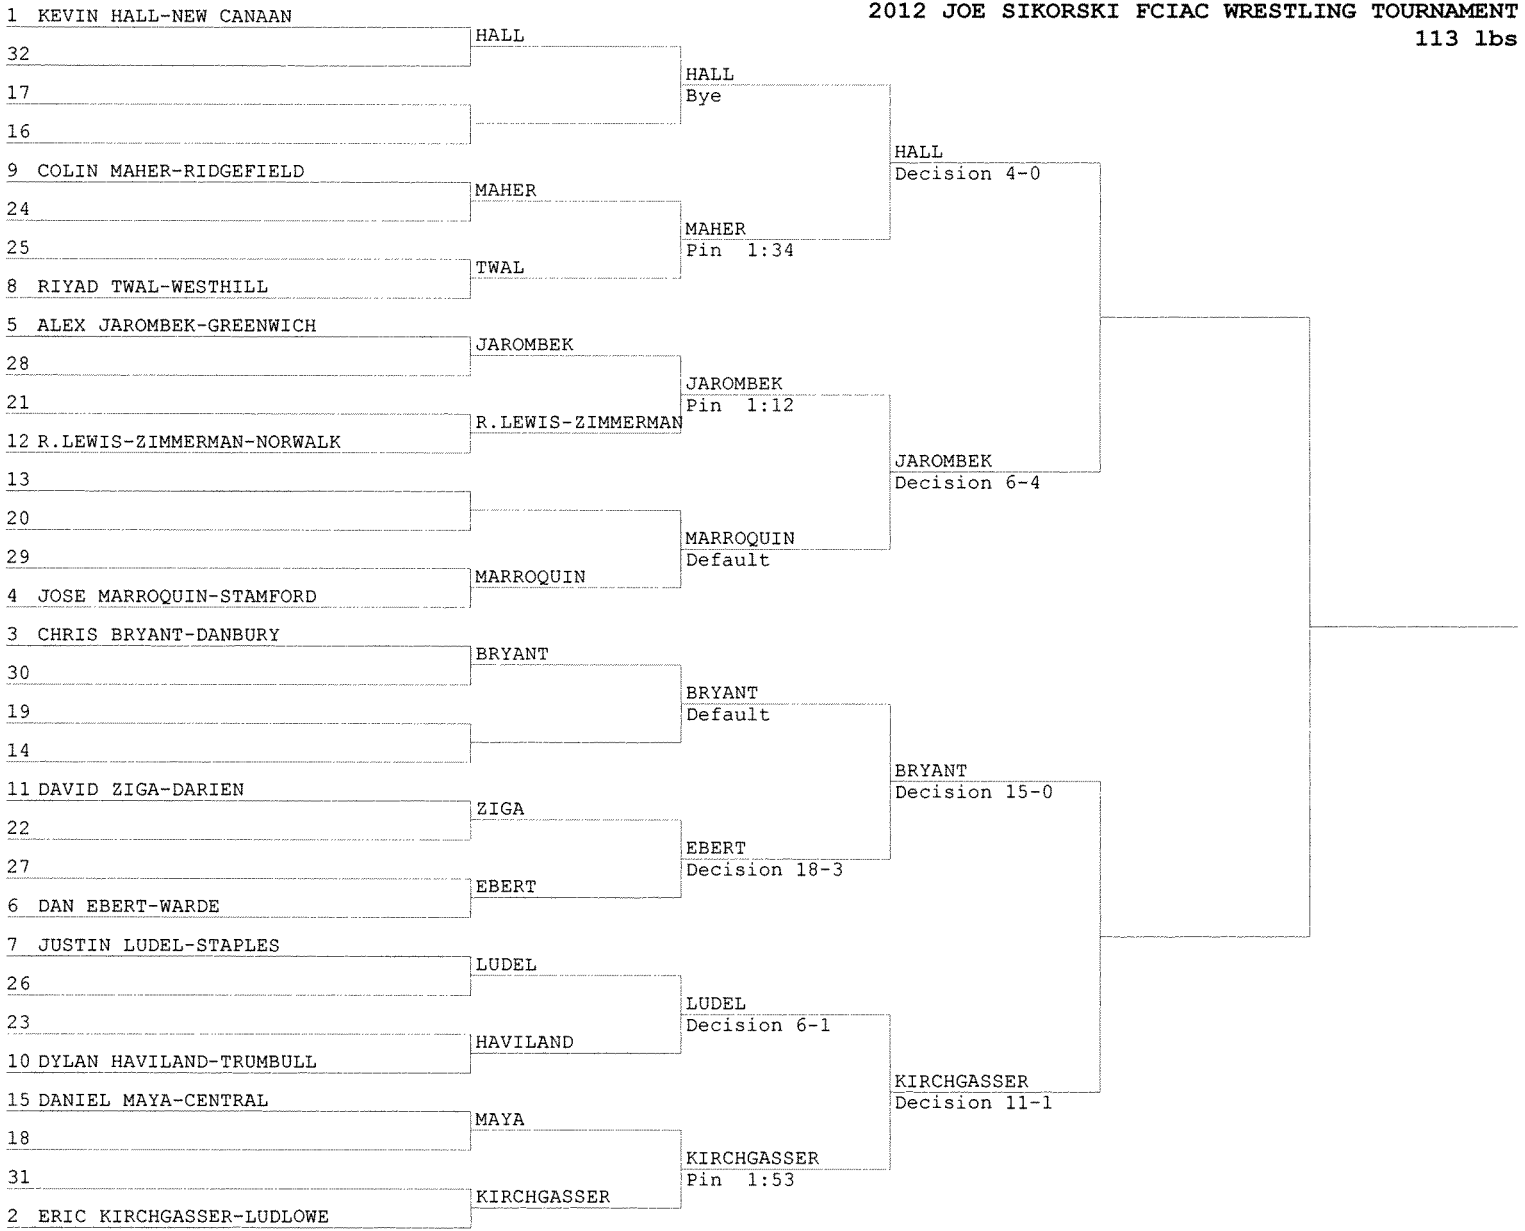 2012 JOE SIKORSKI FCIAC WRESTLING TOURNAMENT
113 lbs
1 KEVIN HALL-NEW CANAAN
32
17
16
9 COLIN MAHER-RIDGEFIELD
24
25
8 RIYAD TWAL-WESTHILL
5 ALEX JAROMBEK-GREENWICH
28
21
12 R.LEWIS-ZIMMERMAN-NORWALK
13
20
29
4 JOSE MARROQUIN-STAMFORD
3 CHRIS BRYANT-DANBURY
30
19
14
11 DAVID ZIGA-DARIEN
22
27
6 DAN EBERT-WARDE
7 JUSTIN LUDEL-STAPLES
26
23
10 DYLAN HAVILAND-TRUMBULL
15 DANIEL MAYA-CENTRAL
18
31
2 ERIC KIRCHGASSER-LUDLOWE
HALL
MAHER
TWAL
JAROMBEK
R.LEWIS-ZIMMERMAN
MARROQUIN
BRYANT
ZIGA
EBERT
LUDEL
HAVILAND
MAYA
KIRCHGASSER
HALL
Bye
MAHER
Pin 1:34
JAROMBEK
Pin 1:12
MARROQUIN
Default
BRYANT
Default
EBERT
Decision 18-3
LUDEL
Decision 6-1
KIRCHGASSER
Pin 1:53
HALL
Decision 4-0
JAROMBEK
Decision 6-4
BRYANT
Decision 15-0
KIRCHGASSER
Decision 11-1